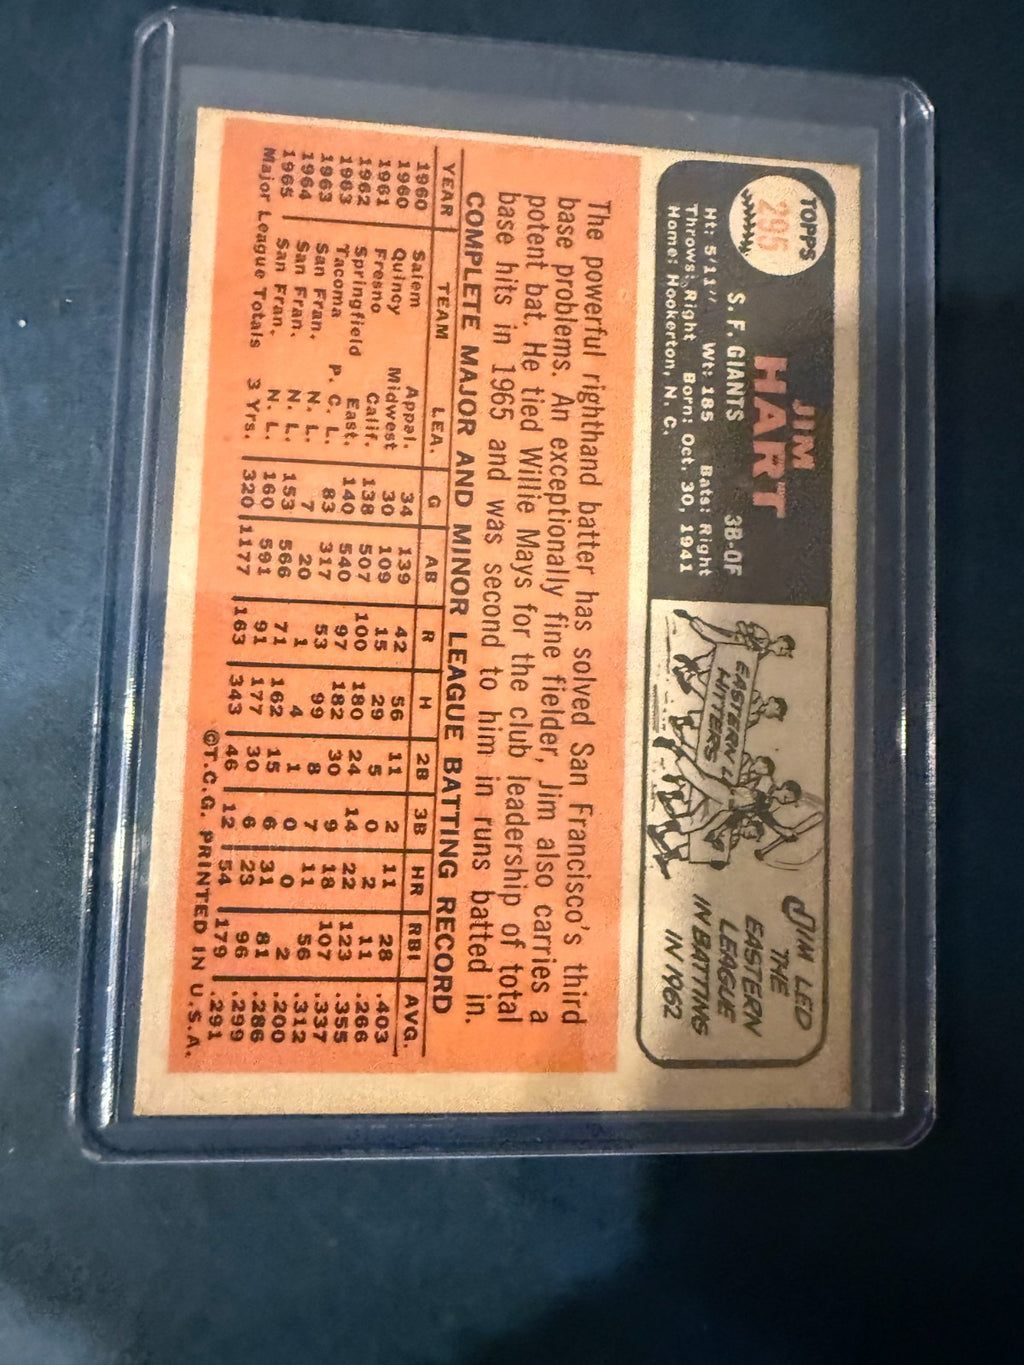 TOPPS
295
JIM
HART
S. F. GIANTS 3B-OF
Ht: 5'11" Wt: 185 Bats: Right
Throws: Right Born: Oct. 30, 1941
Home: Hookerton, N. C.
EASTERN L.
HITTERS
JIM LED
THE
EASTERN
LEAGUE
IN BATTING
IN 1962
The powerful righthand batter has solved San Francisco's third
base problems. An exceptionally fine fielder, Jim also carries a
potent bat. He tied Willie Mays for the club leadership of total
base hits in 1965 and was second to him in runs batted in.
COMPLETE MAJOR AND MINOR LEAGUE BATTING RECORD
YEAR TEAM LEA. G AB R H 2B 3B HR RBI AVG.
1960 Salem Appal. 34 139 42 56 11 2 11 28 .403
1960 Quincy Midwest 30 109 15 29 5 0 2 11 .266
1961 Fresno Calif. 138 507 100 180 24 14 22 123 .355
1962 Springfield East. 140 540 97 182 30 9 18 107 .337
1963 Tacoma P. C. L. 83 317 53 99 8 7 11 56 .312
1963 San Fran. N. L. 7 20 1 4 1 0 0 2 .200
1964 San Fran. N. L. 153 566 71 162 15 6 31 81 .286
1965 San Fran. N. L. 160 591 91 177 30 6 23 96 .299
Major League Totals 3 Yrs. 320 1177 163 343 46 12 54 179 .291
©T.C.G. PRINTED IN U.S.A.